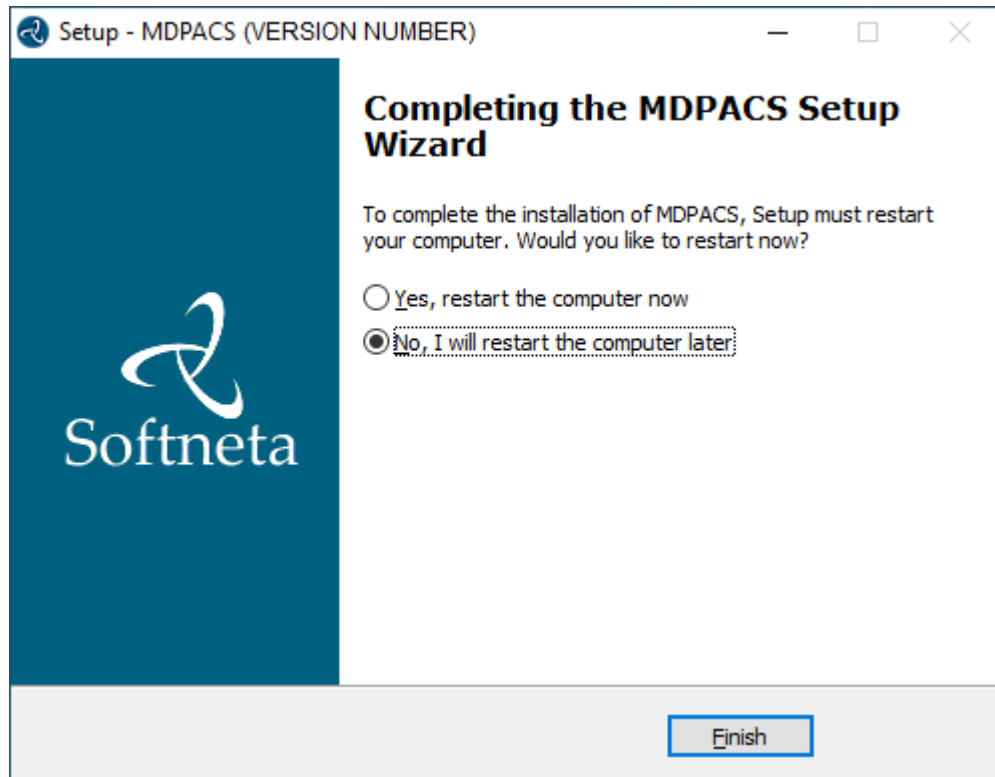 Setup - MDPACS (VERSION NUMBER)
Completing the MDPACS Setup
Wizard
To complete the installation of MDPACS, Setup must restart
your computer. Would you like to restart now?
Yes, restart the computer now
No, I will restart the computer later
Softneta
Finish